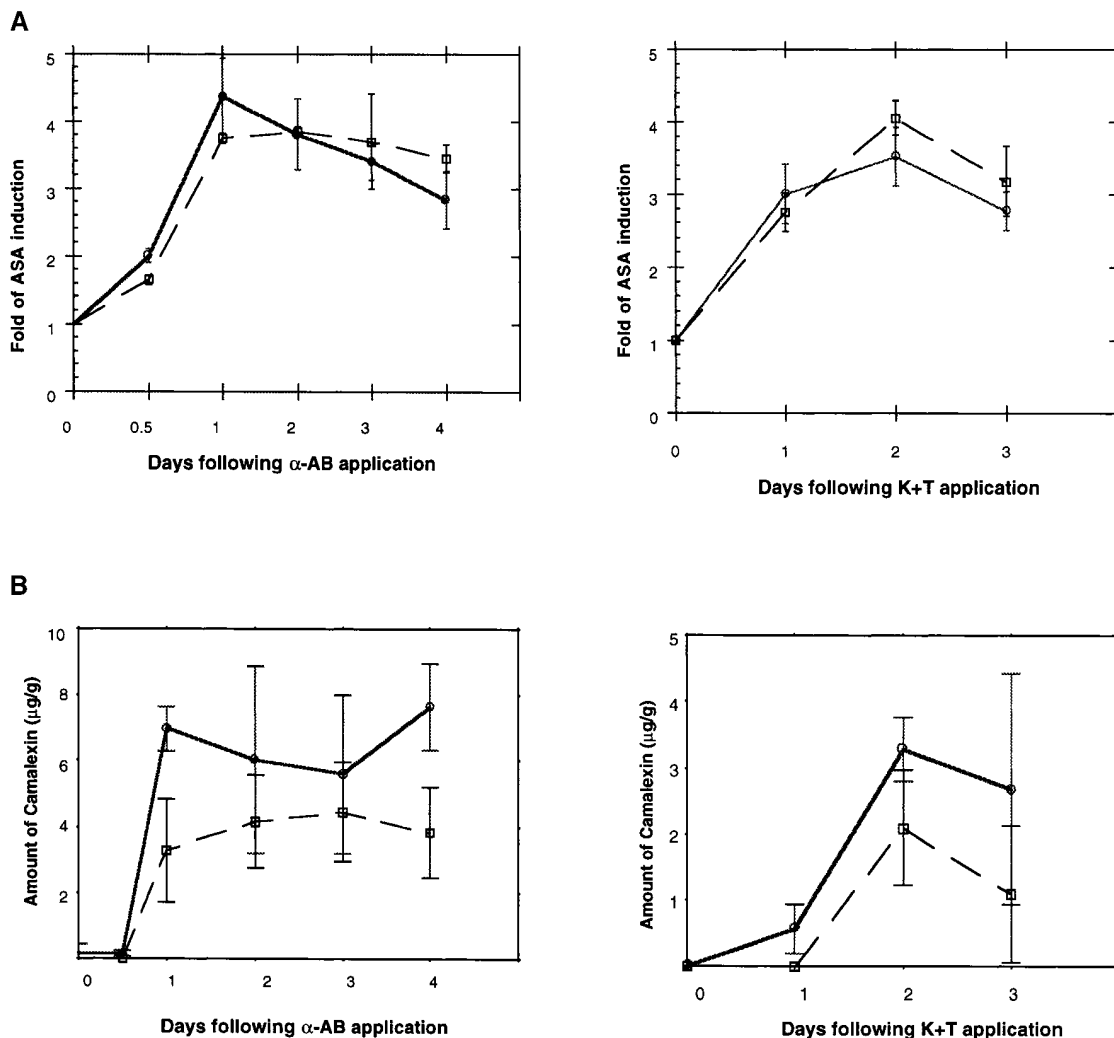 A
Fold of ASA induction
5
4
3
2
1
0
0 0.5 1 2 3 4
Days following α-AB application
Fold of ASA induction
5
4
3
2
1
0
0 1 2 3
Days following K+T application
B
Amount of Camalexin (µg/g)
10
8
6
4
2
0 1 2 3 4
Days following α-AB application
Amount of Camalexin (µg/g)
5
4
3
2
1
0 1 2 3
Days following K+T application